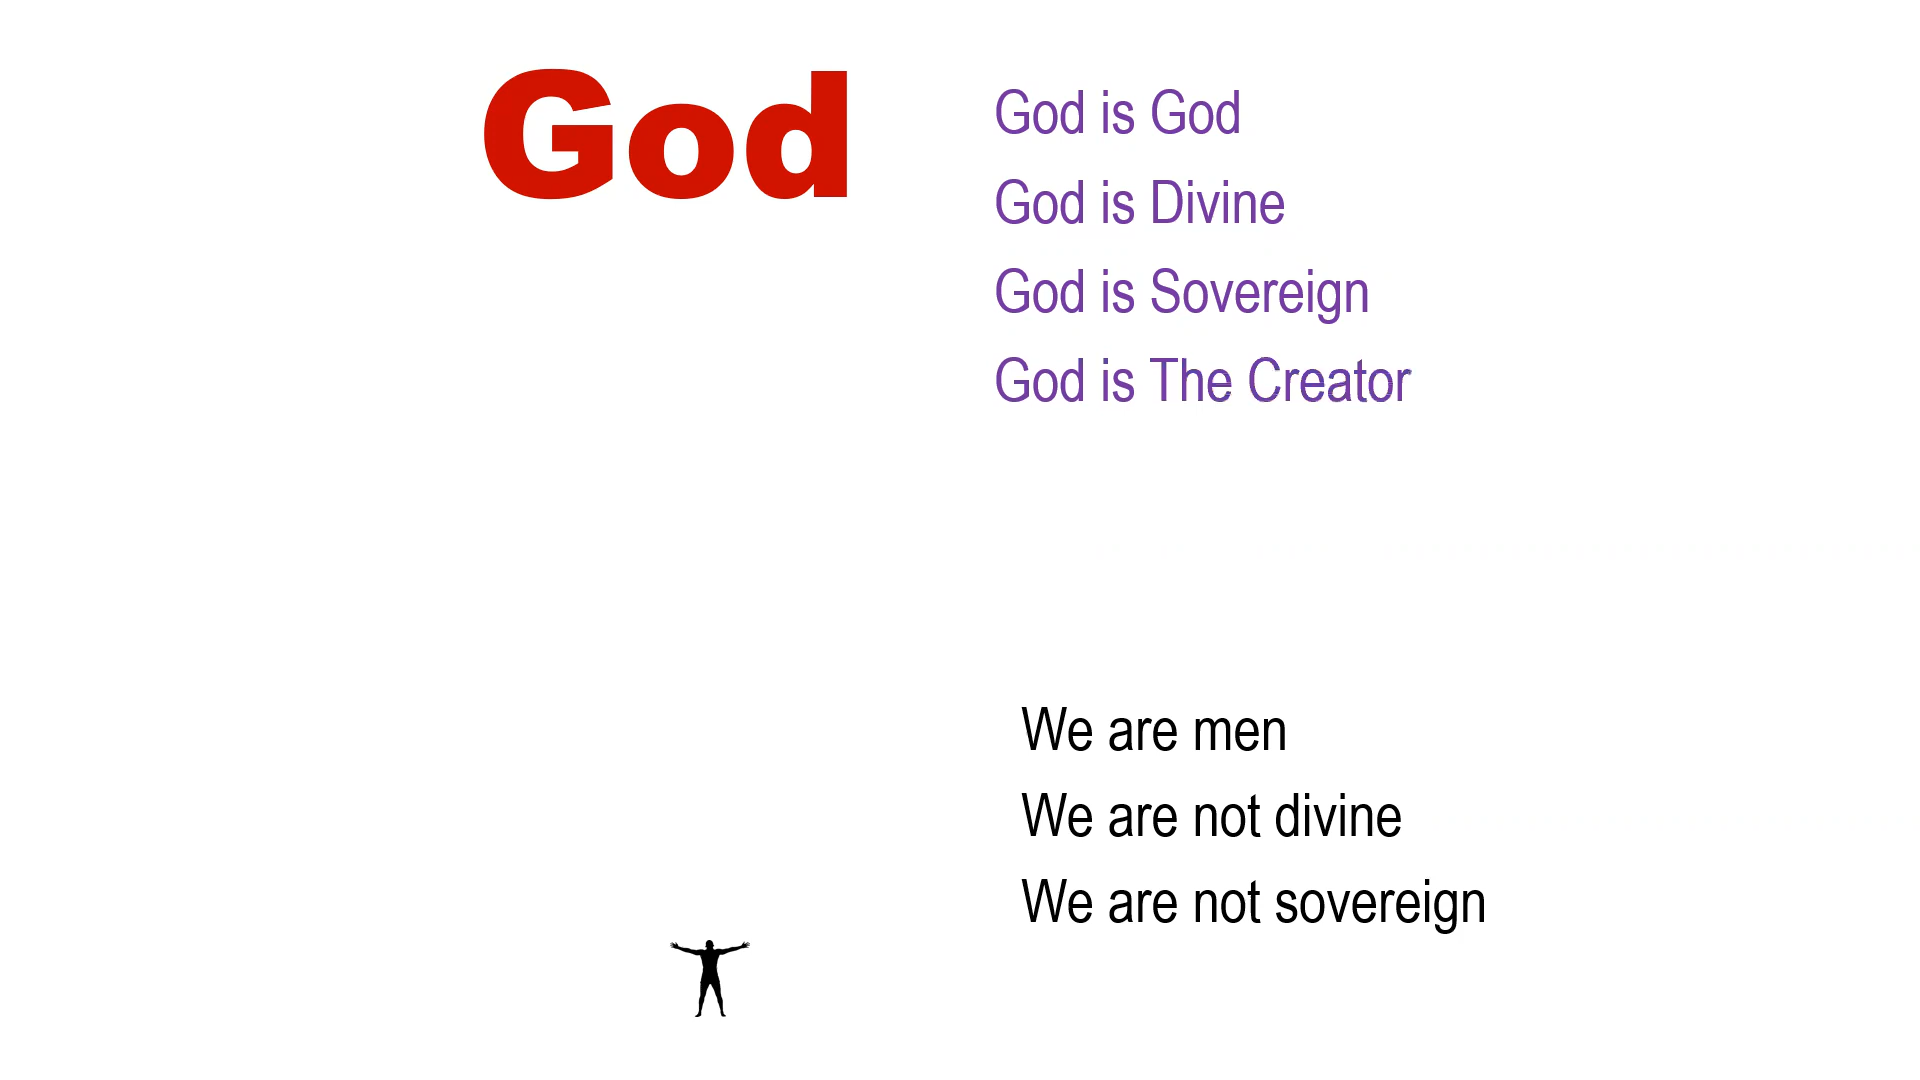 God
God is God
God is Divine
God is Sovereign
God is The Creator
We are men
We are not divine
We are not sovereign